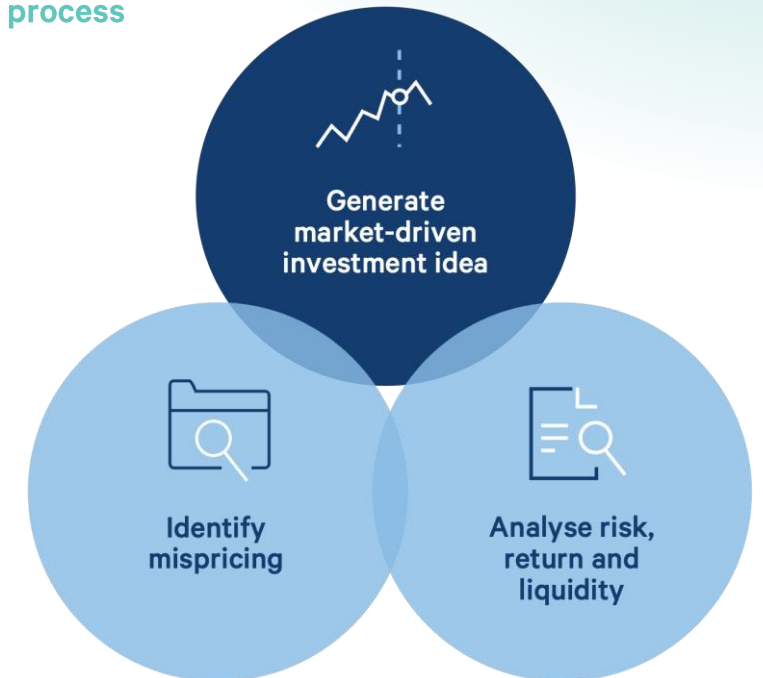 process
Generate
market-driven
investment idea
Identify
mispricing
Analyse risk,
return and
liquidity